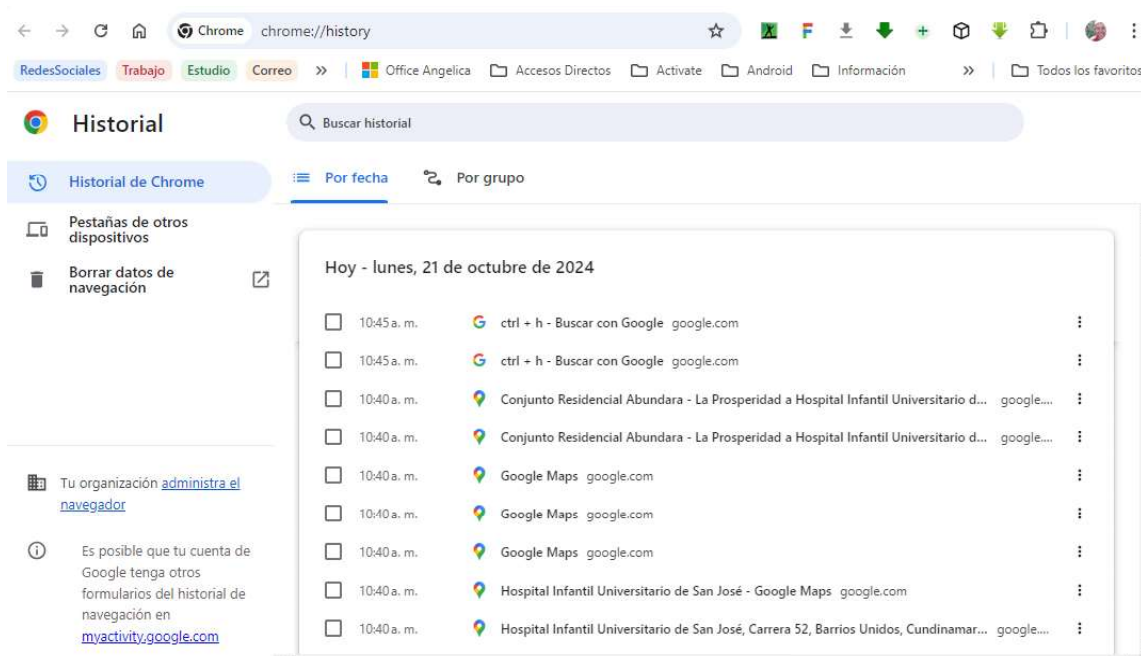 Chrome chrome://history
RedesSociales Trabajo Estudio Correo » Office Angelica Accesos Directos Activate Android Información » Todos los favoritos
Historial
Buscar historial
Historial de Chrome
Pestañas de otros
dispositivos
Borrar datos de
navegación
Tu organización administra el
navegador
Es posible que tu cuenta de
Google tenga otros
formularios del historial de
navegación en
myactivity.google.com
Por fecha Por grupo
Hoy - lunes, 21 de octubre de 2024
10:45 a. m. ctrl + h - Buscar con Google google.com
10:45 a. m. ctrl + h - Buscar con Google google.com
10:40 a. m. Conjunto Residencial Abundara - La Prosperidad a Hospital Infantil Universitario d... google....
10:40 a. m. Conjunto Residencial Abundara - La Prosperidad a Hospital Infantil Universitario d... google....
10:40 a. m. Google Maps google.com
10:40 a. m. Google Maps google.com
10:40 a. m. Google Maps google.com
10:40 a. m. Hospital Infantil Universitario de San José - Google Maps google.com
10:40 a. m. Hospital Infantil Universitario de San José, Carrera 52, Barrios Unidos, Cundinamar... google....